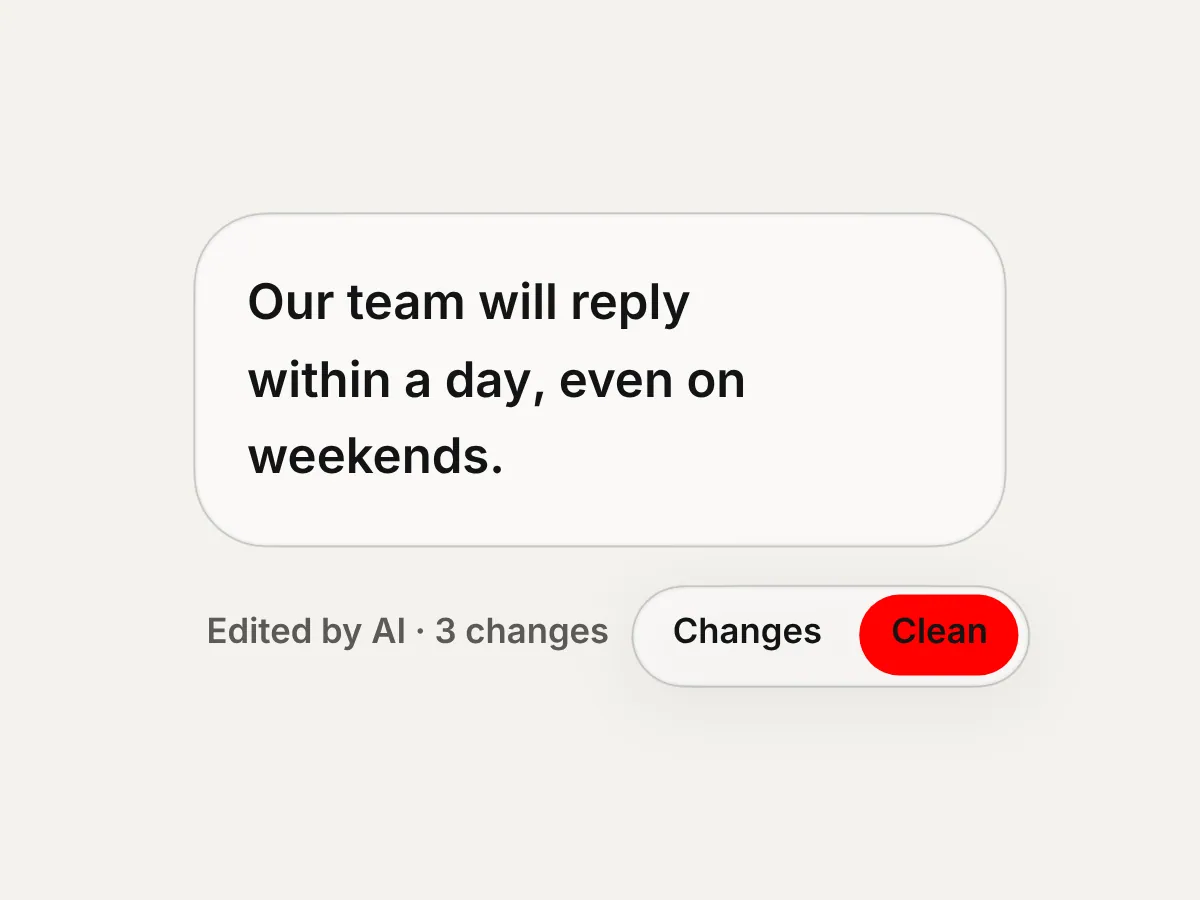 Our team will reply
within a day, even on
weekends.
Edited by AI · 3 changes
Changes
Clean